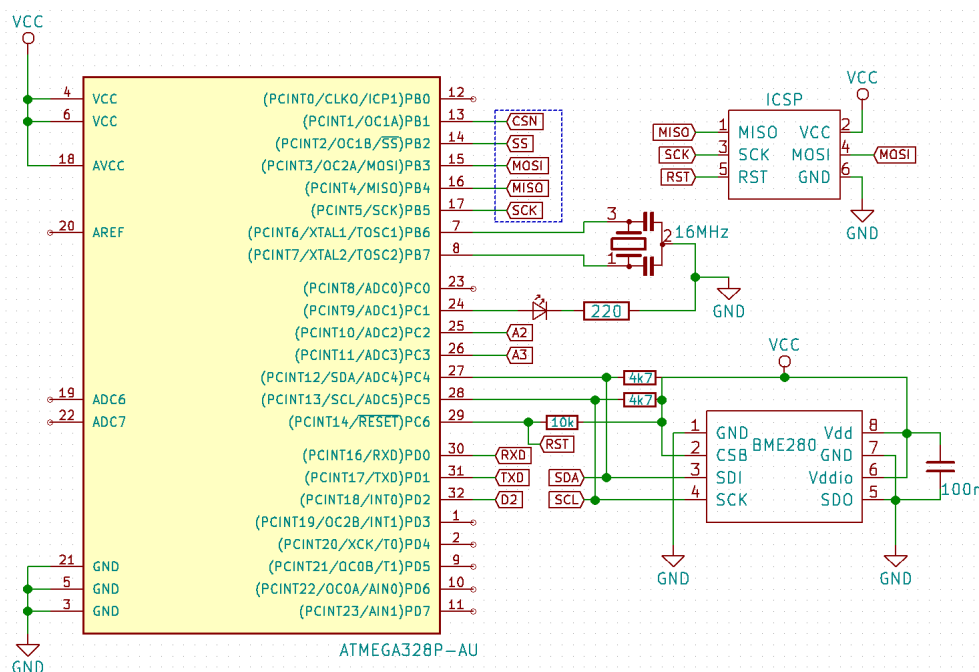 VCC
4 VCC
6 VCC
18 AVCC
20 AREF
19 ADC6
22 ADC7
21 GND
5 GND
3 GND
GND
(PCINT0/CLKO/ICP1)PB0 12
(PCINT1/OC1A)PB1 13 CSN
(PCINT2/OC1B/SS)PB2 14 SS
(PCINT3/OC2A/MOSI)PB3 15 MOSI
(PCINT4/MISO)PB4 16 MISO
(PCINT5/SCK)PB5 17 SCK
(PCINT6/XTAL1/TOSC1)PB6 7
(PCINT7/XTAL2/TOSC2)PB7 8
(PCINT8/ADC0)PC0 23
(PCINT9/ADC1)PC1 24
(PCINT10/ADC2)PC2 25 A2
(PCINT11/ADC3)PC3 26 A3
(PCINT12/SDA/ADC4)PC4 27
(PCINT13/SCL/ADC5)PC5 28
(PCINT14/RESET)PC6 29
(PCINT16/RXD)PD0 30 RXD
(PCINT17/TXD)PD1 31 TXD
(PCINT18/INT0)PD2 32 D2
(PCINT19/OC2B/INT1)PD3 1
(PCINT20/XCK/T0)PD4 2
(PCINT21/OC0B/T1)PD5 9
(PCINT22/OC0A/AIN0)PD6 10
(PCINT23/AIN1)PD7 11
ATMEGA328P-AU
VCC
ICSP
MISO 1 MISO VCC 2
SCK 3 SCK MOSI 4 MOSI
RST 5 RST GND 6
GND
3
2 16MHz
1
220
GND
VCC
4k7
4k7
10k
RST
SDA
SCL
1 GND Vdd 8
BME280
2 CSB GND 7
3 SDI Vddio 6
4 SCK SDO 5
100n
GND
GND